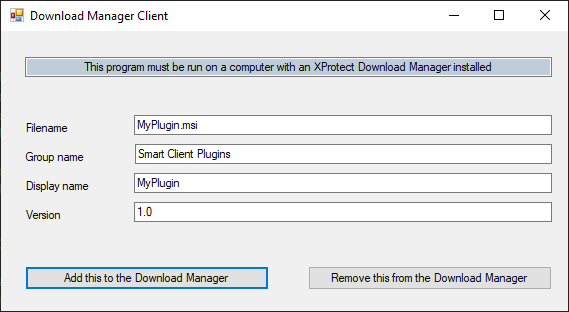 Download Manager Client
This program must be run on a computer with an XProtect Download Manager installed
Filename MyPlugin.msi
Group name Smart Client Plugins
Display name MyPlugin
Version 1.0
Add this to the Download Manager Remove this from the Download Manager